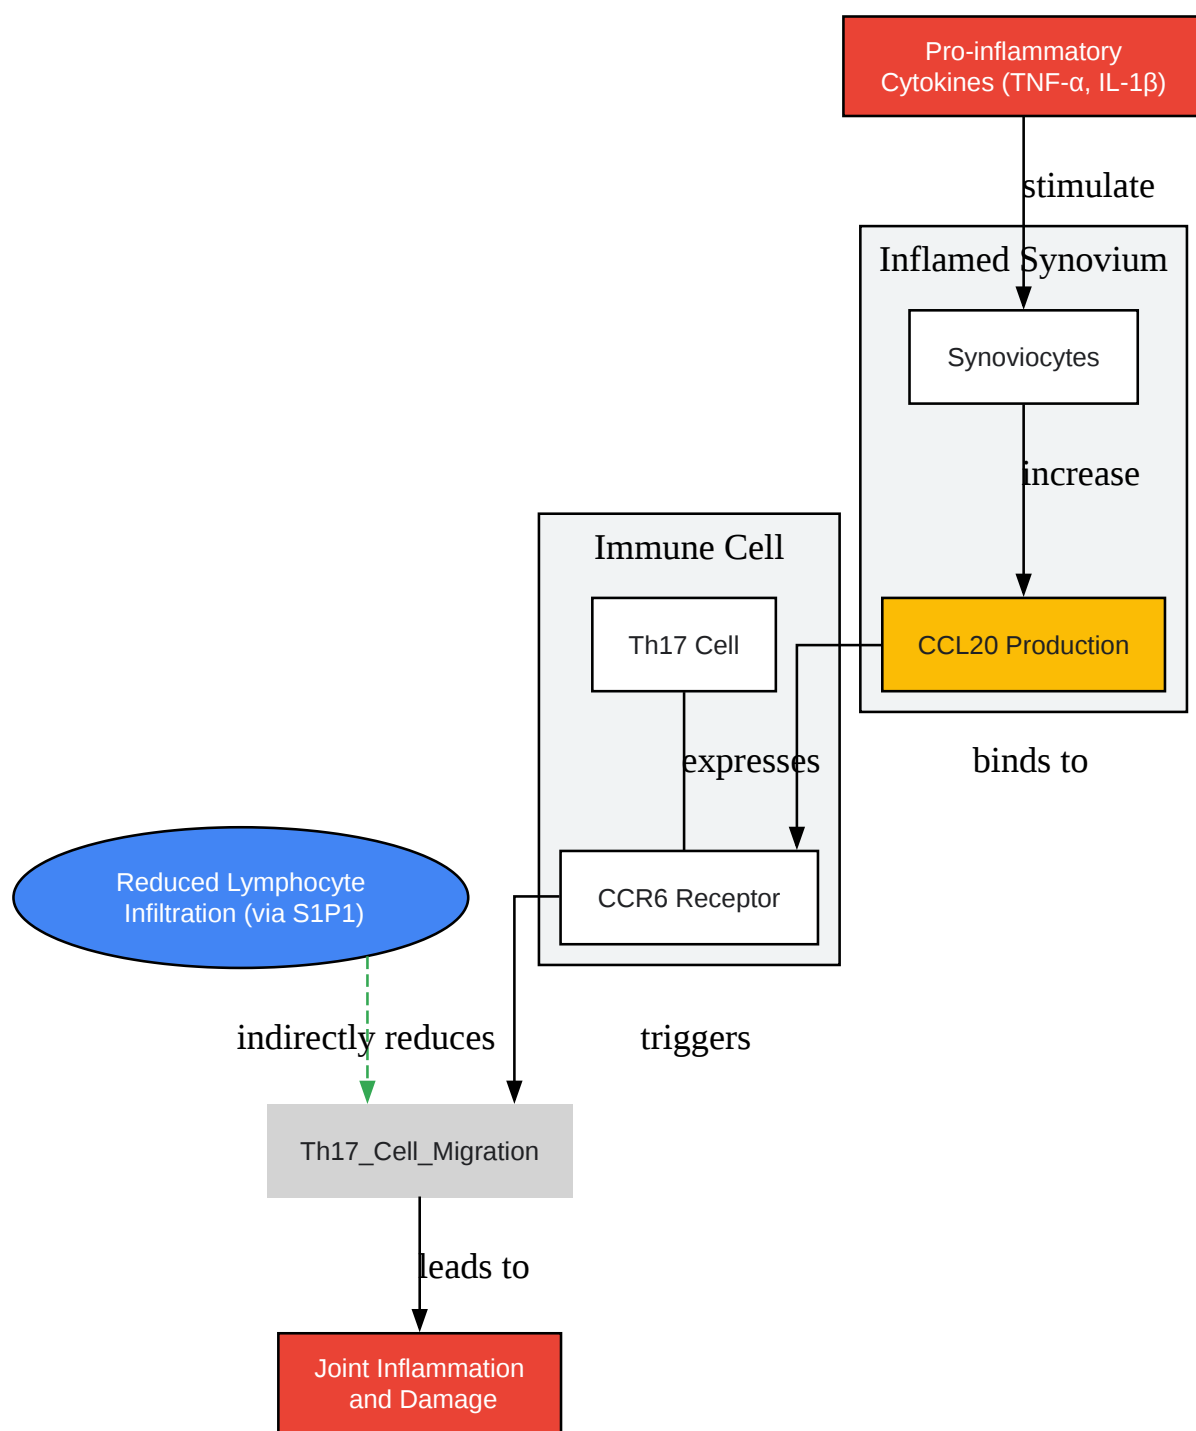 Pro-inflammatory
Cytokines (TNF-α, IL-1β)
stimulate
Inflamed Synovium
Synoviocytes
increase
Immune Cell
Th17 Cell
CCL20 Production
expresses
binds to
Reduced Lymphocyte
Infiltration (via S1P1)
CCR6 Receptor
indirectly reduces
triggers
Th17_Cell_Migration
leads to
Joint Inflammation
and Damage